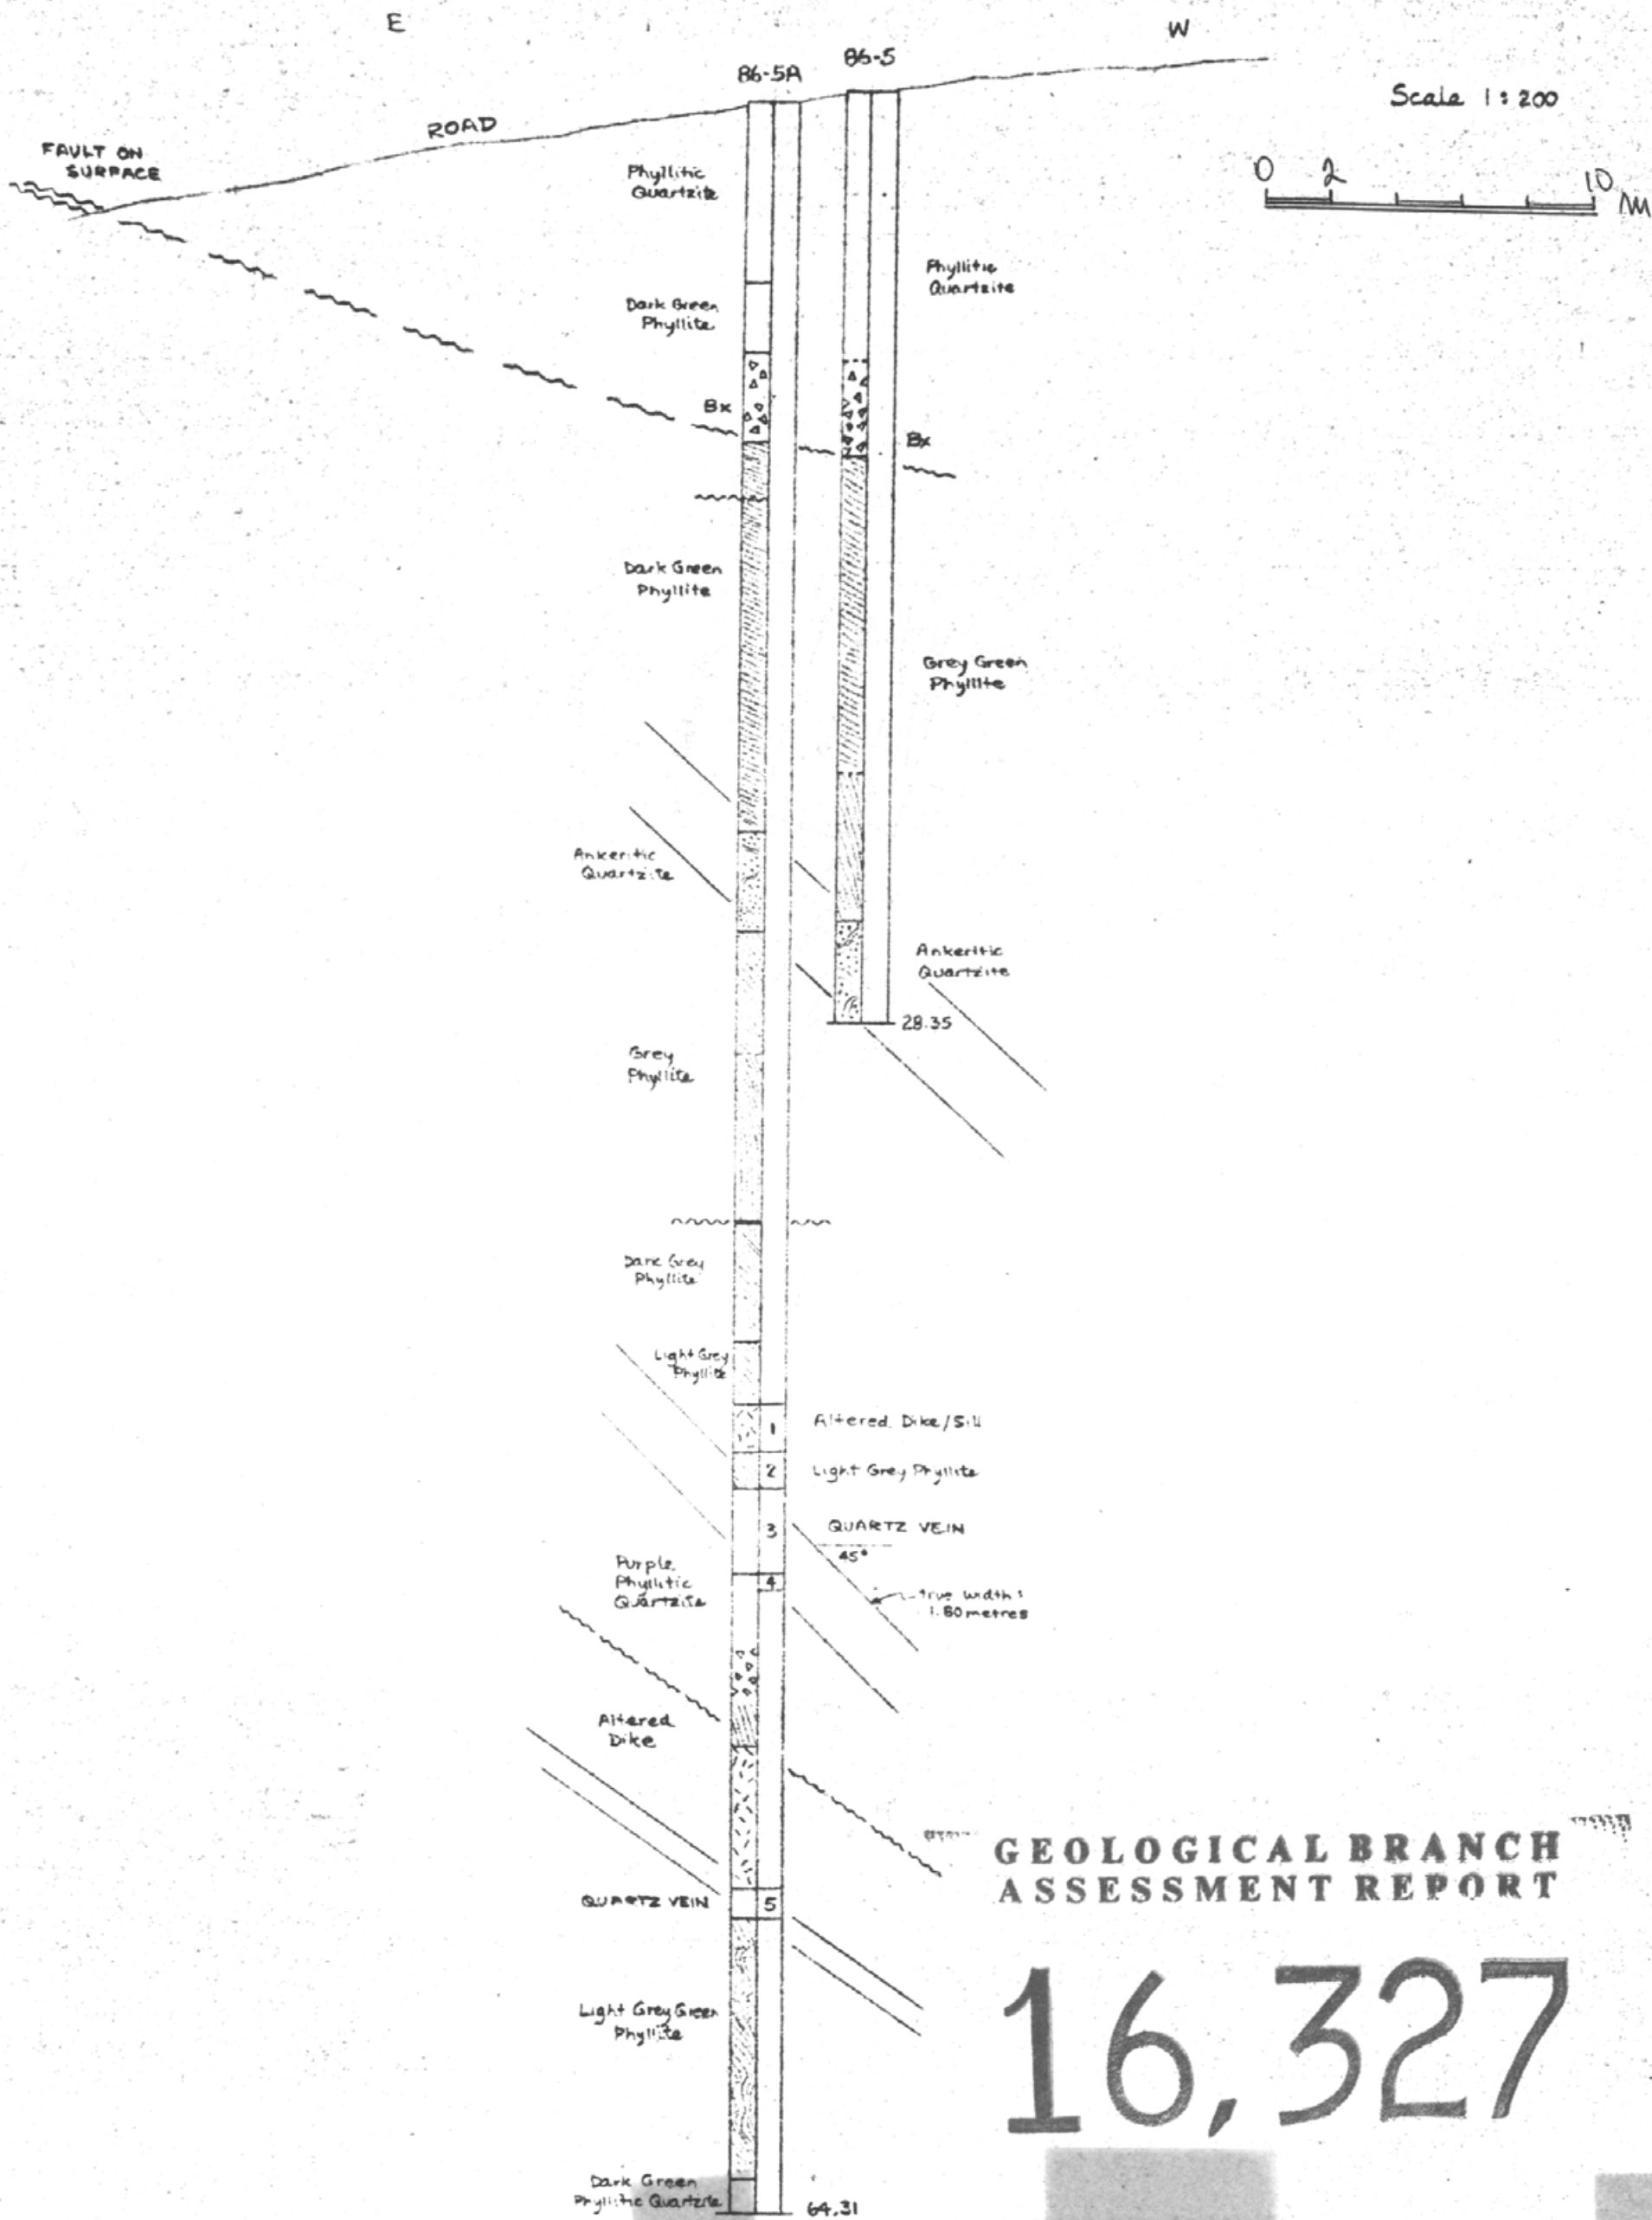 E
W
86-5A
86-5
Scale 1:200
ROAD
FAULT ON
SURFACE
0 2 10 m
Phyllitic
Quartzite
Phyllitic
Quartzite
Dark Green
Phyllite
Bx
Bx
Dark Green
Phyllite
Grey Green
Phyllite
Ankeritic
Quartzite
Ankeritic
Quartzite
28.35
Grey
Phyllite
Dark Grey
Phyllite
Light Grey
Phyllite
1 Altered Dike/Sill
2 Light Grey Phyllite
3 QUARTZ VEIN
45°
4
true width:
1.80 metres
Purple
Phyllitic
Quartzite
Altered
Dike
QUARTZ VEIN 5
GEOLOGICAL BRANCH
ASSESSMENT REPORT
16,327
Light Grey Green
Phyllite
Dark Green
Phyllitic Quartzite
64.31